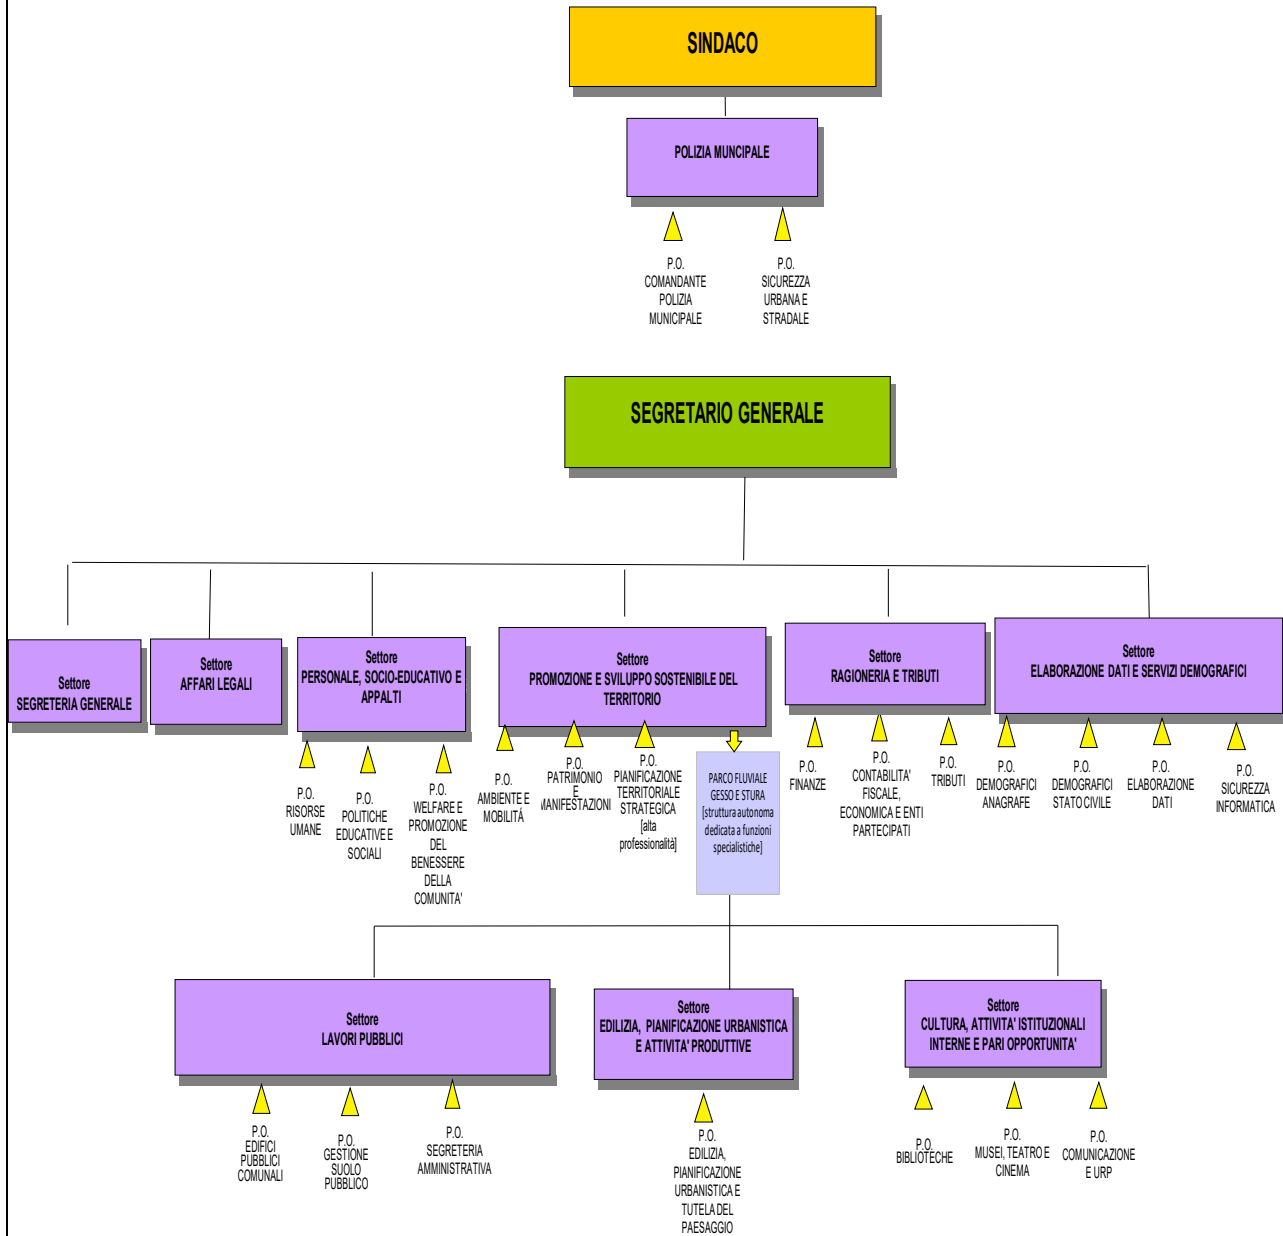 SINDACO
POLIZIA MUNCIPALE
P.O.
COMANDANTE
POLIZIA
MUNICIPALE
P.O.
SICUREZZA
URBANA E
STRADALE
SEGRETARIO GENERALE
Settore
SEGRETERIA GENERALE
Settore
AFFARI LEGALI
Settore
PERSONALE, SOCIO-EDUCATIVO E
APPALTI
Settore
PROMOZIONE E SVILUPPO SOSTENIBILE DEL
TERRITORIO
Settore
RAGIONERIA E TRIBUTI
Settore
ELABORAZIONE DATI E SERVIZI DEMOGRAFICI
P.O.
RISORSE
UMANE
P.O.
POLITICHE
EDUCATIVE E
SOCIALI
P.O.
WELFARE E
PROMOZIONE
DEL
BENESSERE
DELLA
COMUNITA'
P.O.
AMBIENTE E
MOBILITÁ
P.O.
PATRIMONIO
E
MANIFESTAZIONI
P.O.
PIANIFICAZIONE
TERRITORIALE
STRATEGICA
[alta
professionalità]
PARCO FLUVIALE
GESSO E STURA
[struttura autonoma
dedicata a funzioni
specialistiche]
P.O.
FINANZE
P.O.
CONTABILITA'
FISCALE,
ECONOMICA E ENTI
PARTECIPATI
P.O.
TRIBUTI
P.O.
DEMOGRAFICI
ANAGRAFE
P.O.
DEMOGRAFICI
STATO CIVILE
P.O.
ELABORAZIONE
DATI
P.O.
SICUREZZA
INFORMATICA
Settore
LAVORI PUBBLICI
Settore
EDILIZIA, PIANIFICAZIONE URBANISTICA
E ATTIVITA' PRODUTTIVE
Settore
CULTURA, ATTIVITA' ISTITUZIONALI
INTERNE E PARI OPPORTUNITA'
P.O.
EDIFICI
PUBBLICI
COMUNALI
P.O.
GESTIONE
SUOLO
PUBBLICO
P.O.
SEGRETERIA
AMMINISTRATIVA
P.O.
EDILIZIA,
PIANIFICAZIONE
URBANISTICA E
TUTELA DEL
PAESAGGIO
P.O.
BIBLIOTECHE
P.O.
MUSEI, TEATRO E
CINEMA
P.O.
COMUNICAZIONE
E URP